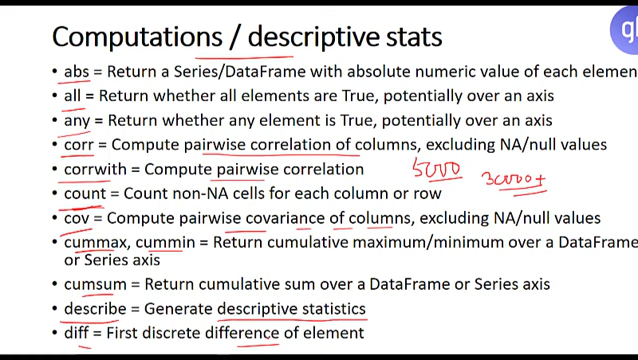 Computations / descriptive stats
• abs = Return a Series/DataFrame with absolute numeric value of each elemen
• all = Return whether all elements are True, potentially over an axis
• any = Return whether any element is True, potentially over an axis
• corr = Compute pairwise correlation of columns, excluding NA/null values
• corrwith = Compute pairwise correlation
5000
30000+
• count = Count non-NA cells for each column or row
• cov = Compute pairwise covariance of columns, excluding NA/null values
• cummax, cummin = Return cumulative maximum/minimum over a DataFrame
or Series axis
• cumsum = Return cumulative sum over a DataFrame or Series axis
• describe = Generate descriptive statistics
• diff = First discrete difference of element